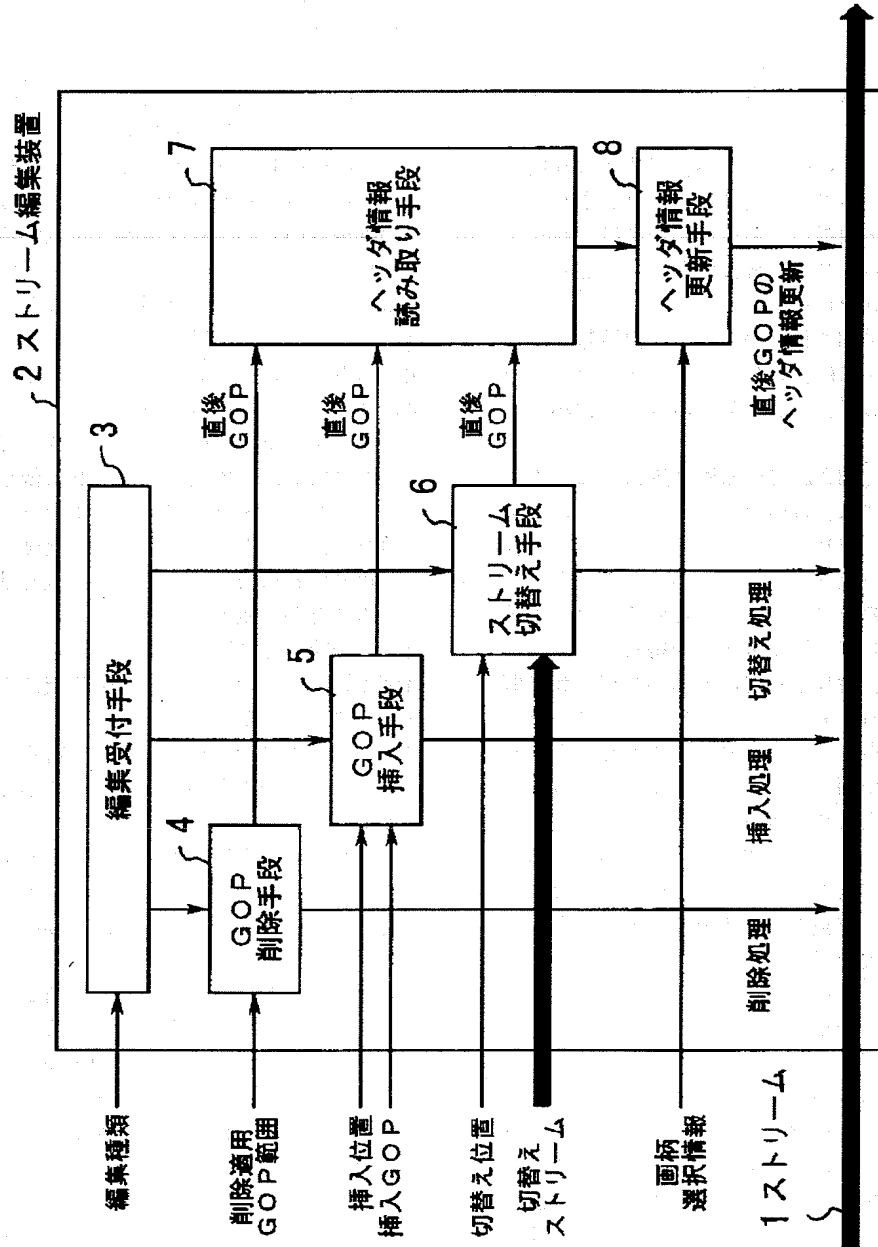 2 ストリーム編集装置
3
編集受付手段
編集種類
4
GOP
削除手段
削除適用
GOP範囲
直後
GOP
7
ヘッダ情報
読み取り手段
5
GOP
挿入手段
挿入位置
挿入GOP
直後
GOP
6
ストリーム
切替え手段
切替え位置
切替え
ストリーム
直後
GOP
8
ヘッダ情報
更新手段
画柄
選択情報
削除処理
挿入処理
切替え処理
直後GOPの
ヘッダ情報更新
1 ストリーム